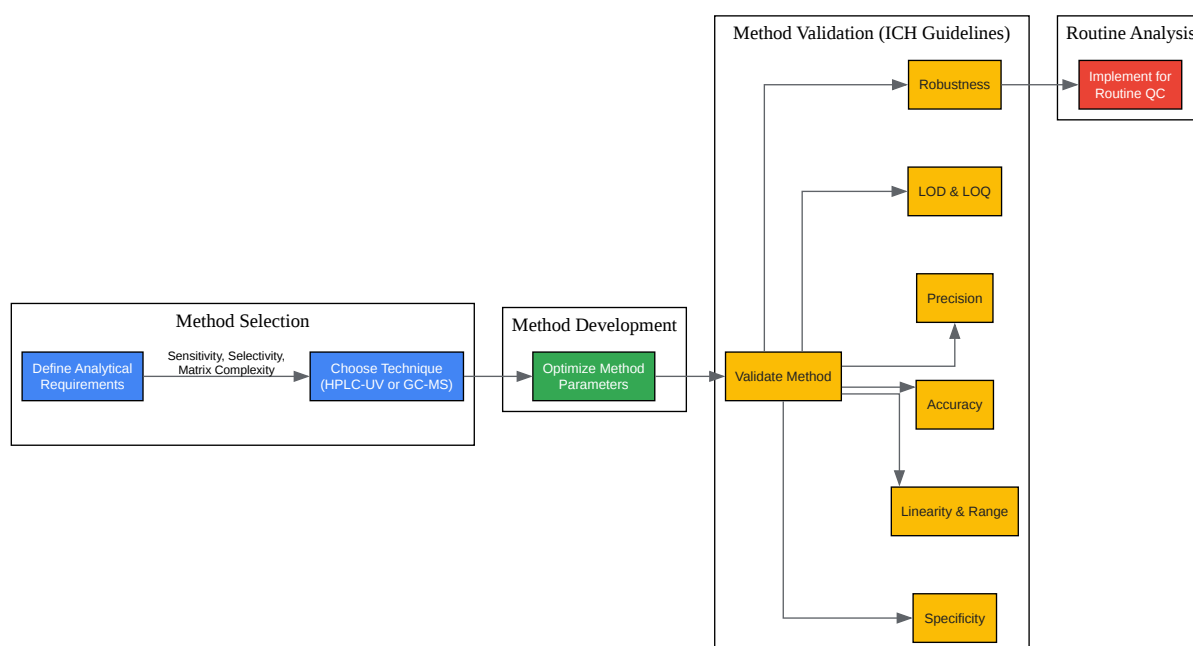 Method Validation (ICH Guidelines)
Routine Analysis
Robustness
Implement for
Routine QC
LOD & LOQ
Precision
Method Selection
Method Development
Define Analytical
Requirements
Sensitivity, Selectivity,
Matrix Complexity
Choose Technique
(HPLC-UV or GC-MS)
Optimize Method
Parameters
Validate Method
Accuracy
Linearity & Range
Specificity